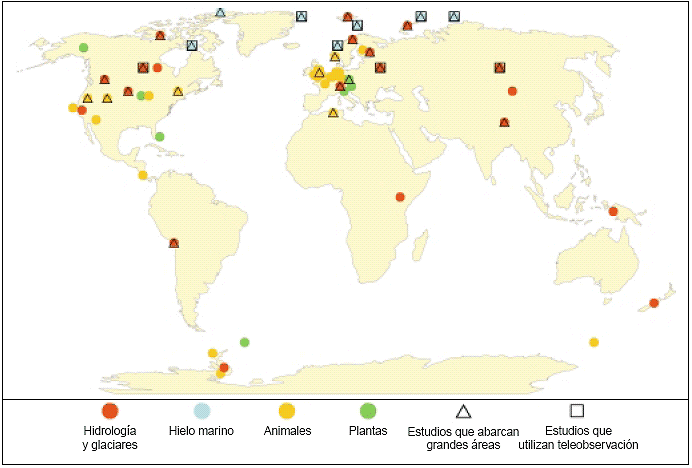 Hidrología
y glaciares
Hielo marino
Animales
Plantas
Estudios que abarcan
grandes áreas
Estudios que
utilizan teleobservación